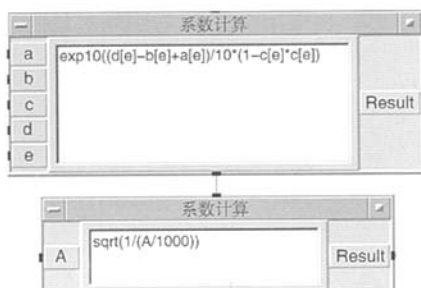 系数计算
a
exp10((d[e]-b[e]+a[e])/10*(1-c[e]*c[e])
b
c
Result
d
e
系数计算
A
sqrt(1/(A/1000))
Result